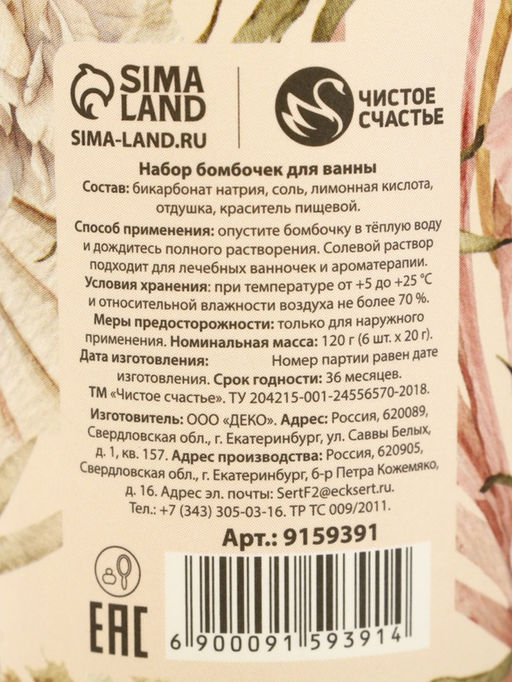 SIMA
LAND
SIMA-LAND.RU
ЧИСТОЕ
СЧАСТЬЕ
Набор бомбочек для ванны
Состав: бикарбонат натрия, соль, лимонная кислота,
отдушка, краситель пищевой.
Способ применения: опустите бомбочку в тёплую воду
и дождитесь полного растворения. Солевой раствор
подходит для лечебных ванночек и ароматерапии.
Условия хранения: при температуре от +5 до +25 °С
и относительной влажности воздуха не более 70 %.
Меры предосторожности: только для наружного
применения. Номинальная масса: 120 г (6 шт. x 20 г).
Дата изготовления: Номер партии равен дате
изготовления. Срок годности: 36 месяцев.
ТМ «Чистое счастье». ТУ 204215-001-24556570-2018.
Изготовитель: ООО «ДЕКО». Адрес: Россия, 620089,
Свердловская обл., г. Екатеринбург, ул. Саввы Белых,
д. 1, кв. 157. Адрес производства: Россия, 620905,
Свердловская обл., г. Екатеринбург, б-р Петра Кожемяко,
д. 16. Адрес эл. почты: SertF2@ecksert.ru.
Тел.: +7 (343) 305-03-16. ТР ТС 009/2011.
Арт.: 9159391
EAC
6 900091 593914